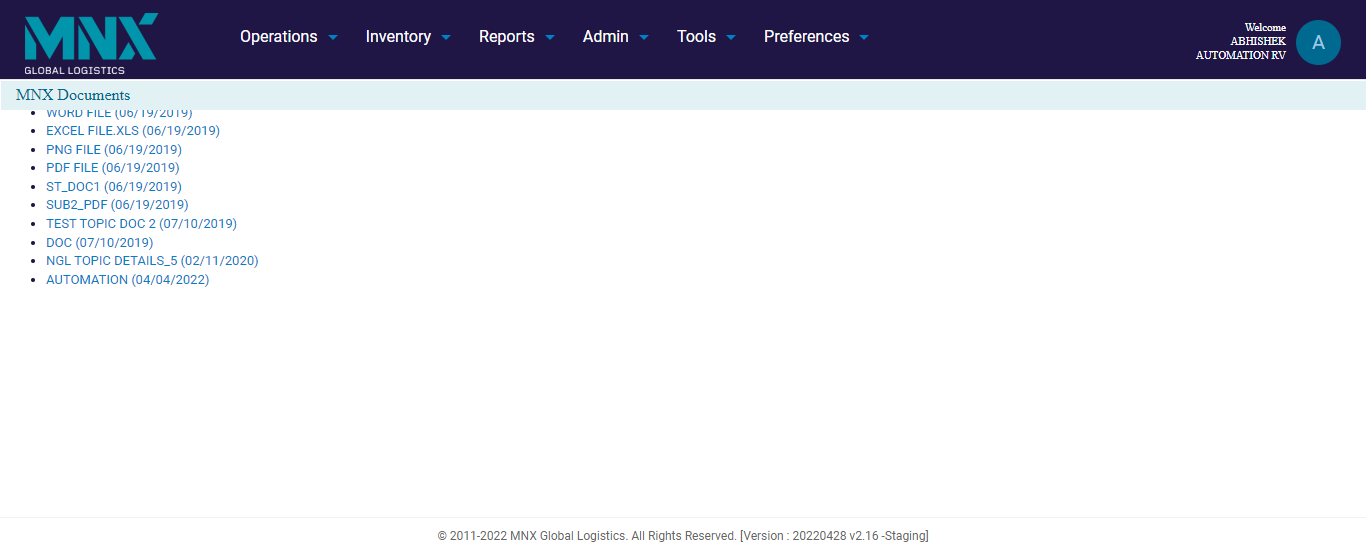 MNX
GLOBAL LOGISTICS
Operations Inventory Reports Admin Tools Preferences
Welcome
ABHISHEK
AUTOMATION RV
A
MNX Documents
WORD FILE (06/19/2019)
EXCEL FILE.XLS (06/19/2019)
PNG FILE (06/19/2019)
PDF FILE (06/19/2019)
ST_DOC1 (06/19/2019)
SUB2_PDF (06/19/2019)
TEST TOPIC DOC 2 (07/10/2019)
DOC (07/10/2019)
NGL TOPIC DETAILS_5 (02/11/2020)
AUTOMATION (04/04/2022)
© 2011-2022 MNX Global Logistics. All Rights Reserved. [Version : 20220428 v2.16 -Staging]